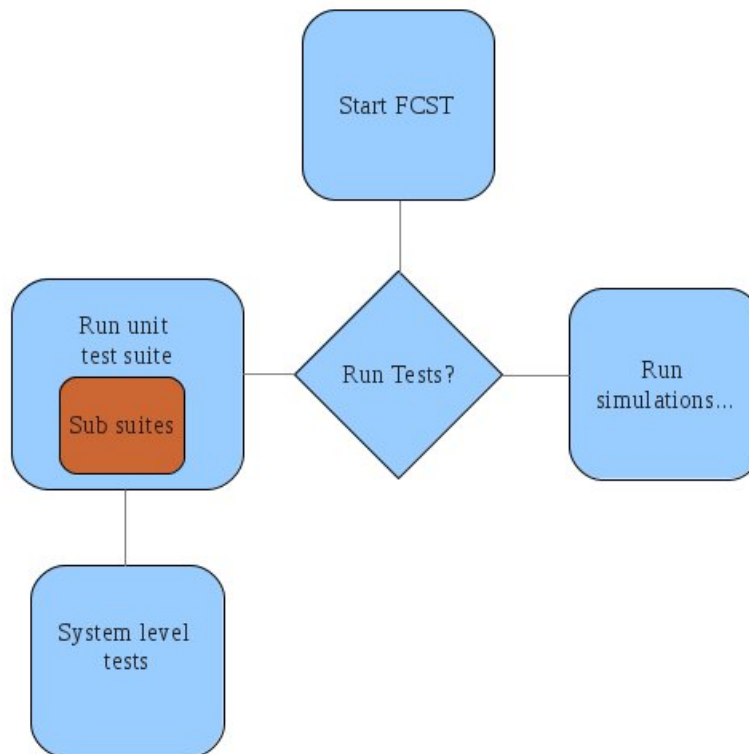 Start FCST
Run unit
test suite
Sub suites
Run Tests?
Run
simulations...
System level
tests